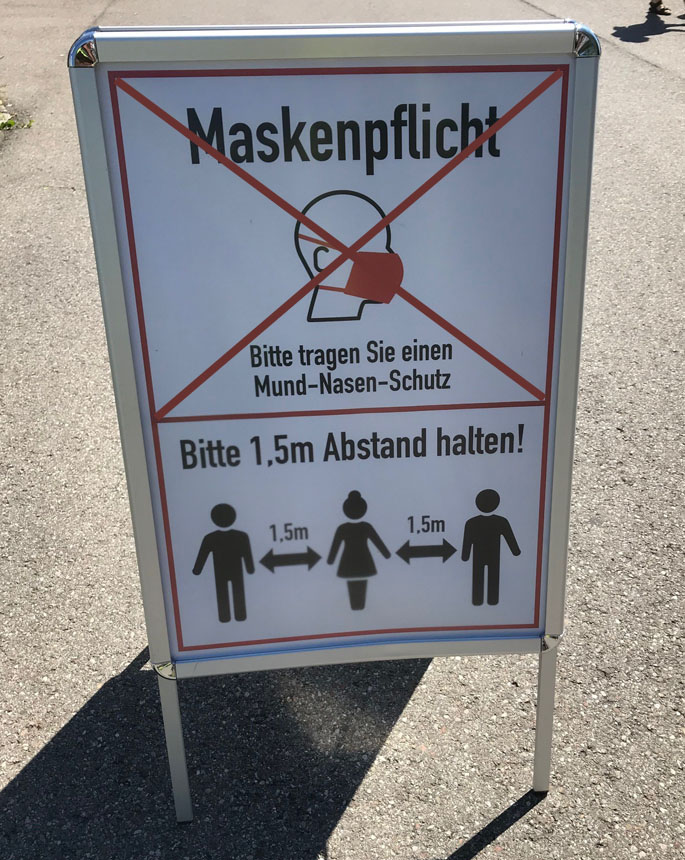 Maskenpflicht
Bitte tragen Sie einen
Mund-Nasen-Schutz
Bitte 1,5m Abstand halten!
1,5m 1,5m